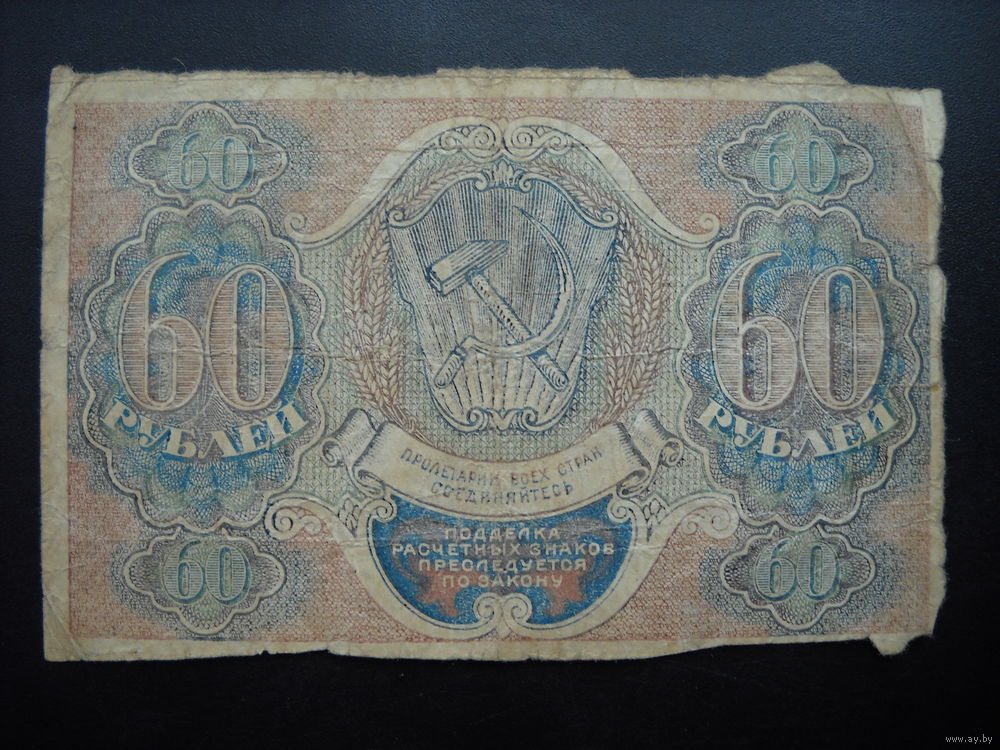 60 60
60 60
РУБЛЕЙ РУБЛЕЙ
ПРОЛЕТАРИИ ВСЕХ СТРАН
СОЕДИНЯЙТЕСЬ
ПОДДЕЛКА
РАСЧЕТНЫХ ЗНАКОВ
ПРЕСЛЕДУЕТСЯ
ПО ЗАКОНУ
60 60
www.ay.by